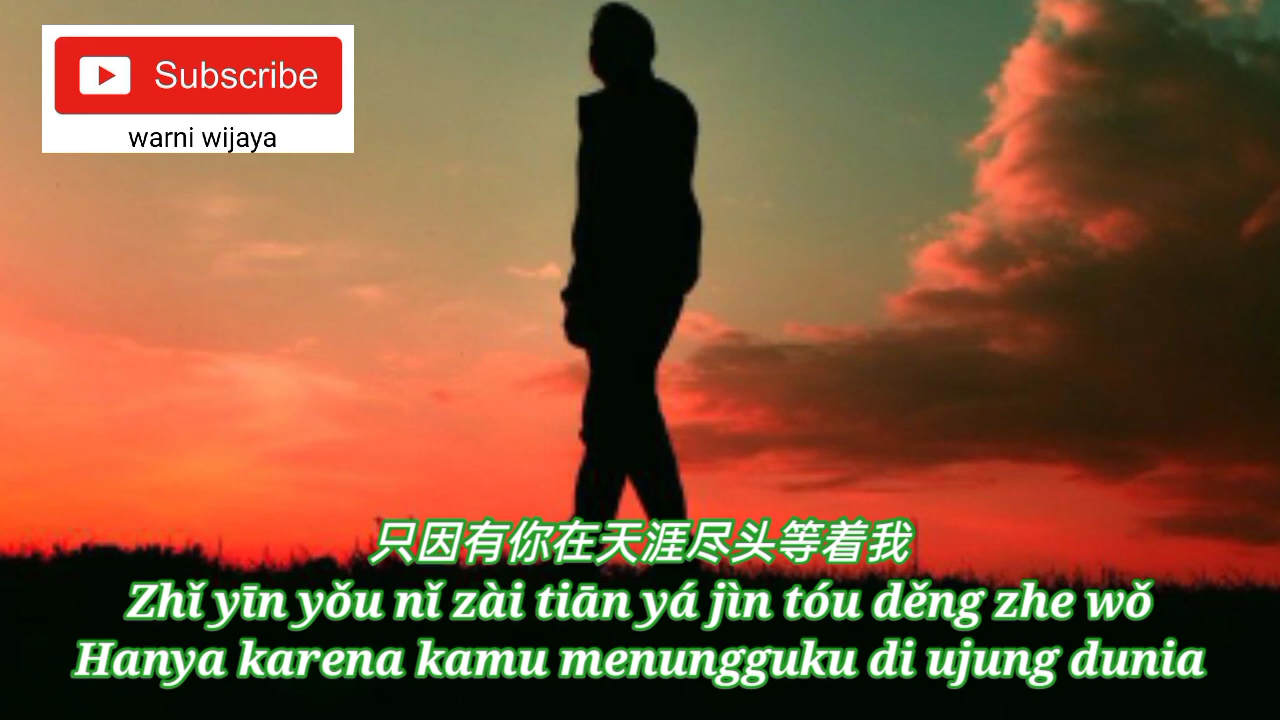 Subscribe
warni wijaya
只因有你在天涯尽头等着我
Zhǐ yīn yǒu nǐ zài tiān yá jìn tóu děng zhe wǒ
Hanya karena kamu menungguku di ujung dunia